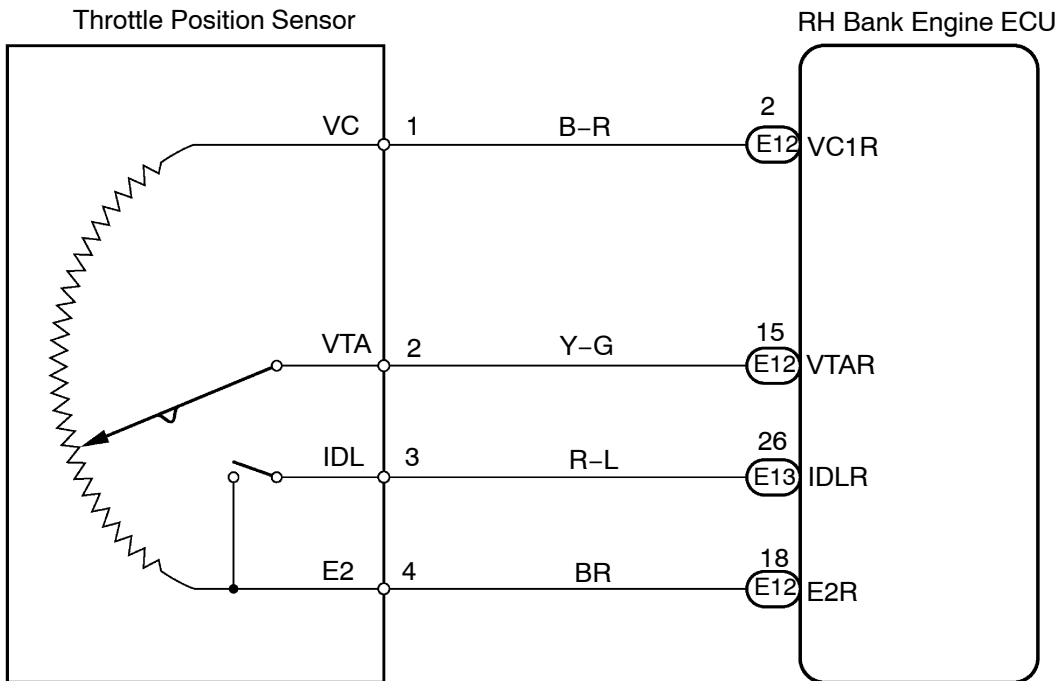 Throttle Position Sensor
RH Bank Engine ECU
VC 1 B–R 2 E12 VC1R
VTA 2 Y–G 15 E12 VTAR
IDL 3 R–L 26 E13 IDLR
E2 4 BR 18 E12 E2R